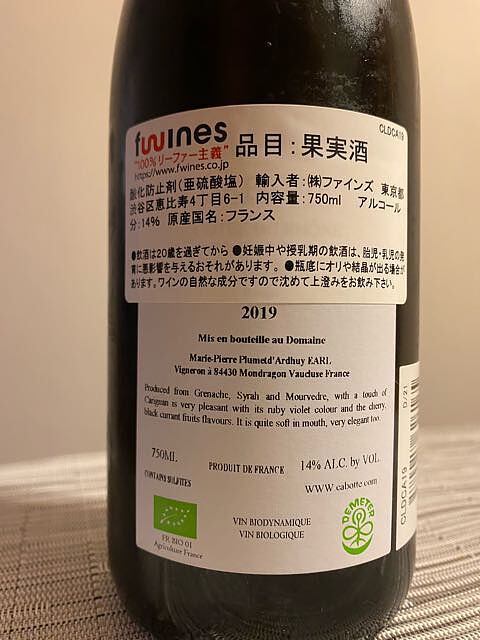 fwines
"100%リーファー主義"
https://www.fwines.co.jp
品目:果実酒
CLDCA19
酸化防止剤(亜硫酸塩) 輸入者:㈱ファインズ 東京都
渋谷区恵比寿4丁目6-1 内容量:750ml アルコール
分:14% 原産国名:フランス
●飲酒は20歳を過ぎてから ●妊娠中や授乳期の飲酒は、胎児・乳児の発
育に悪影響を与えるおそれがあります。 ●瓶底にオリや結晶が出る場合が
ありますが、ワインの自然な成分ですので沈めて上澄みをお飲み下さい。
2019
Mis en bouteille au Domaine
Marie-Pierre Plumet d'Ardhuy EARL
Vigneron à 84430 Mondragon Vaucluse France
Produced from Grenache, Syrah and Mourvedre, with a touch of
Carignan is very pleasant with its ruby violet colour and the cherry,
black currant fruits flavours. It is quite soft in mouth, very elegant too.
750ML
PRODUIT DE FRANCE
14% ALC. by VOL.
CONTAINS SULFITES
WWW.cabotte.com
FR BIO 01
Agriculture France
VIN BIODYNAMIQUE
VIN BIOLOGIQUE
DEMETER
CLDCA19
D/21